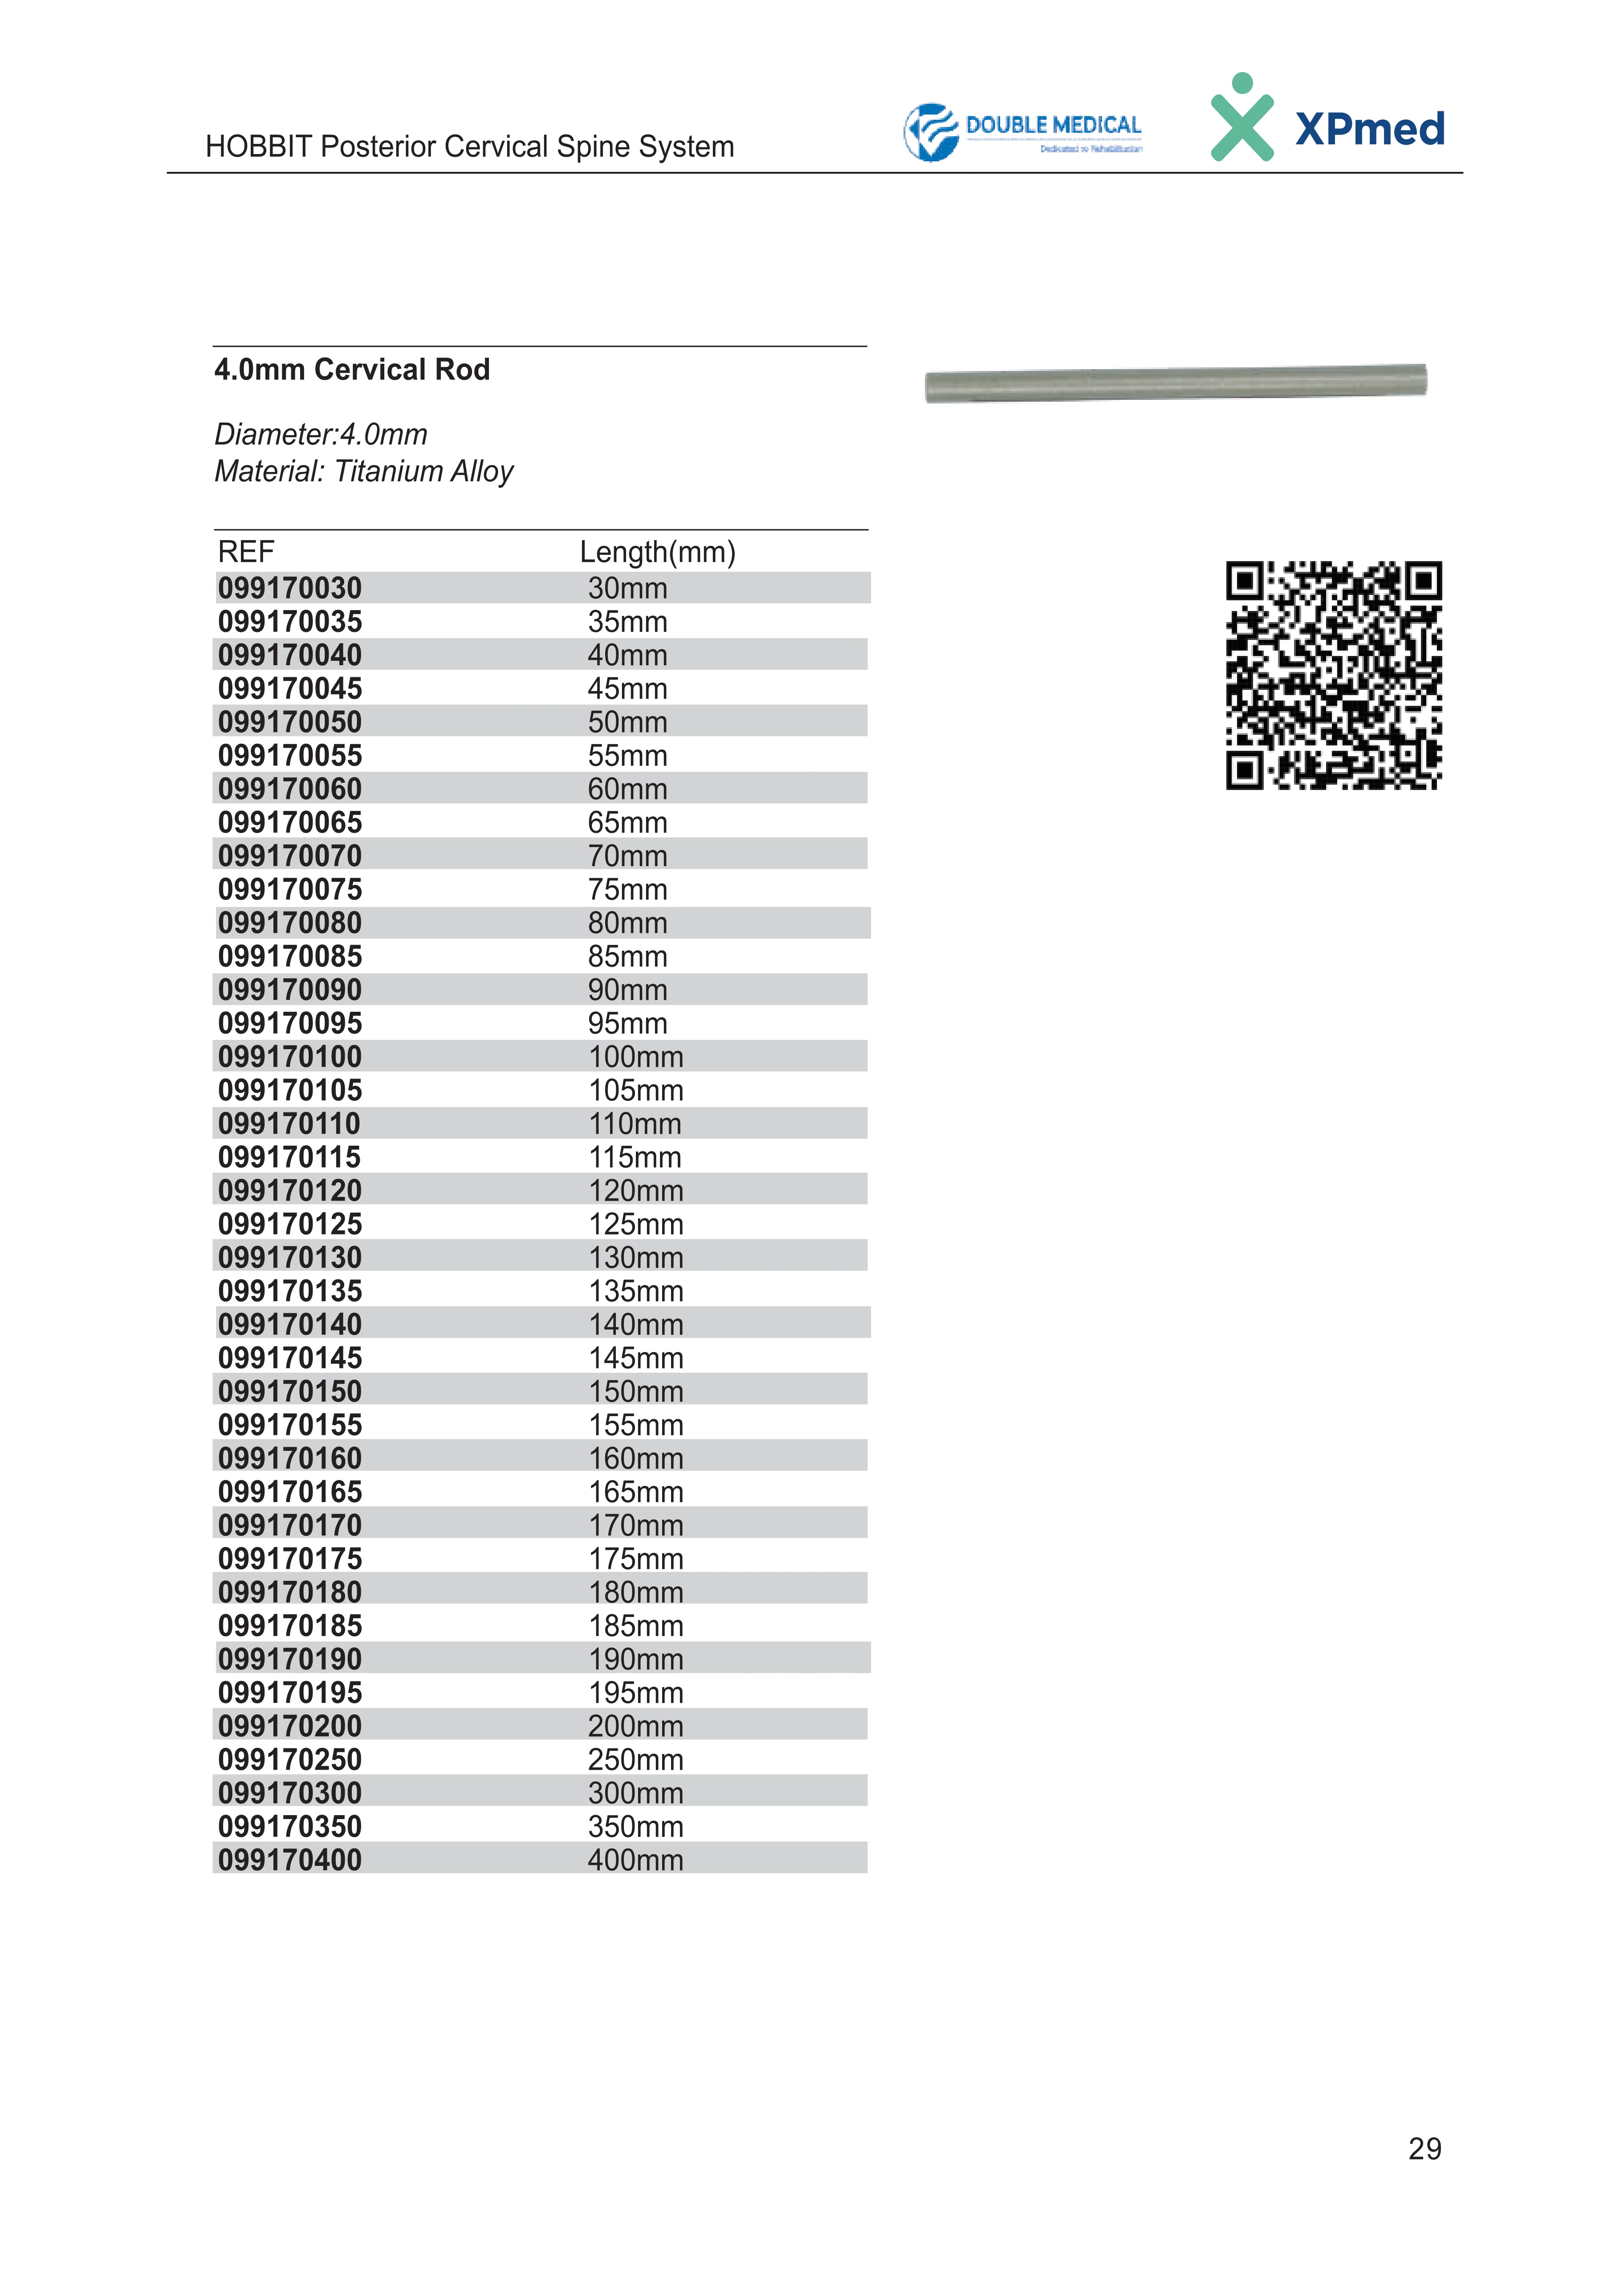 HOBBIT Posterior Cervical Spine System
DOUBLE MEDICAL
Dedicated to Rehabilitation
XPmed
4.0mm Cervical Rod
Diameter:4.0mm
Material: Titanium Alloy
REF Length(mm)
099170030 30mm
099170035 35mm
099170040 40mm
099170045 45mm
099170050 50mm
099170055 55mm
099170060 60mm
099170065 65mm
099170070 70mm
099170075 75mm
099170080 80mm
099170085 85mm
099170090 90mm
099170095 95mm
099170100 100mm
099170105 105mm
099170110 110mm
099170115 115mm
099170120 120mm
099170125 125mm
099170130 130mm
099170135 135mm
099170140 140mm
099170145 145mm
099170150 150mm
099170155 155mm
099170160 160mm
099170165 165mm
099170170 170mm
099170175 175mm
099170180 180mm
099170185 185mm
099170190 190mm
099170195 195mm
099170200 200mm
099170250 250mm
099170300 300mm
099170350 350mm
099170400 400mm
29